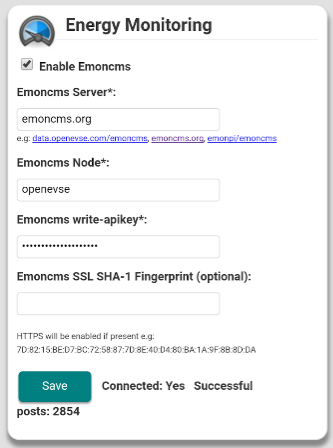 Energy Monitoring
Enable Emoncms
Emoncms Server*:
emoncms.org
e.g: data.openevse.com/emoncms, emoncms.org, emonpi/emoncms
Emoncms Node*:
openevse
Emoncms write-apikey*:
••••••••••••••••••••
Emoncms SSL SHA-1 Fingerprint (optional):
HTTPS will be enabled if present e.g:
7D:82:15:BE:D7:BC:72:58:87:7D:8E:40:D4:80:BA:1A:9F:8B:8D:DA
Save Connected: Yes Successful
posts: 2854